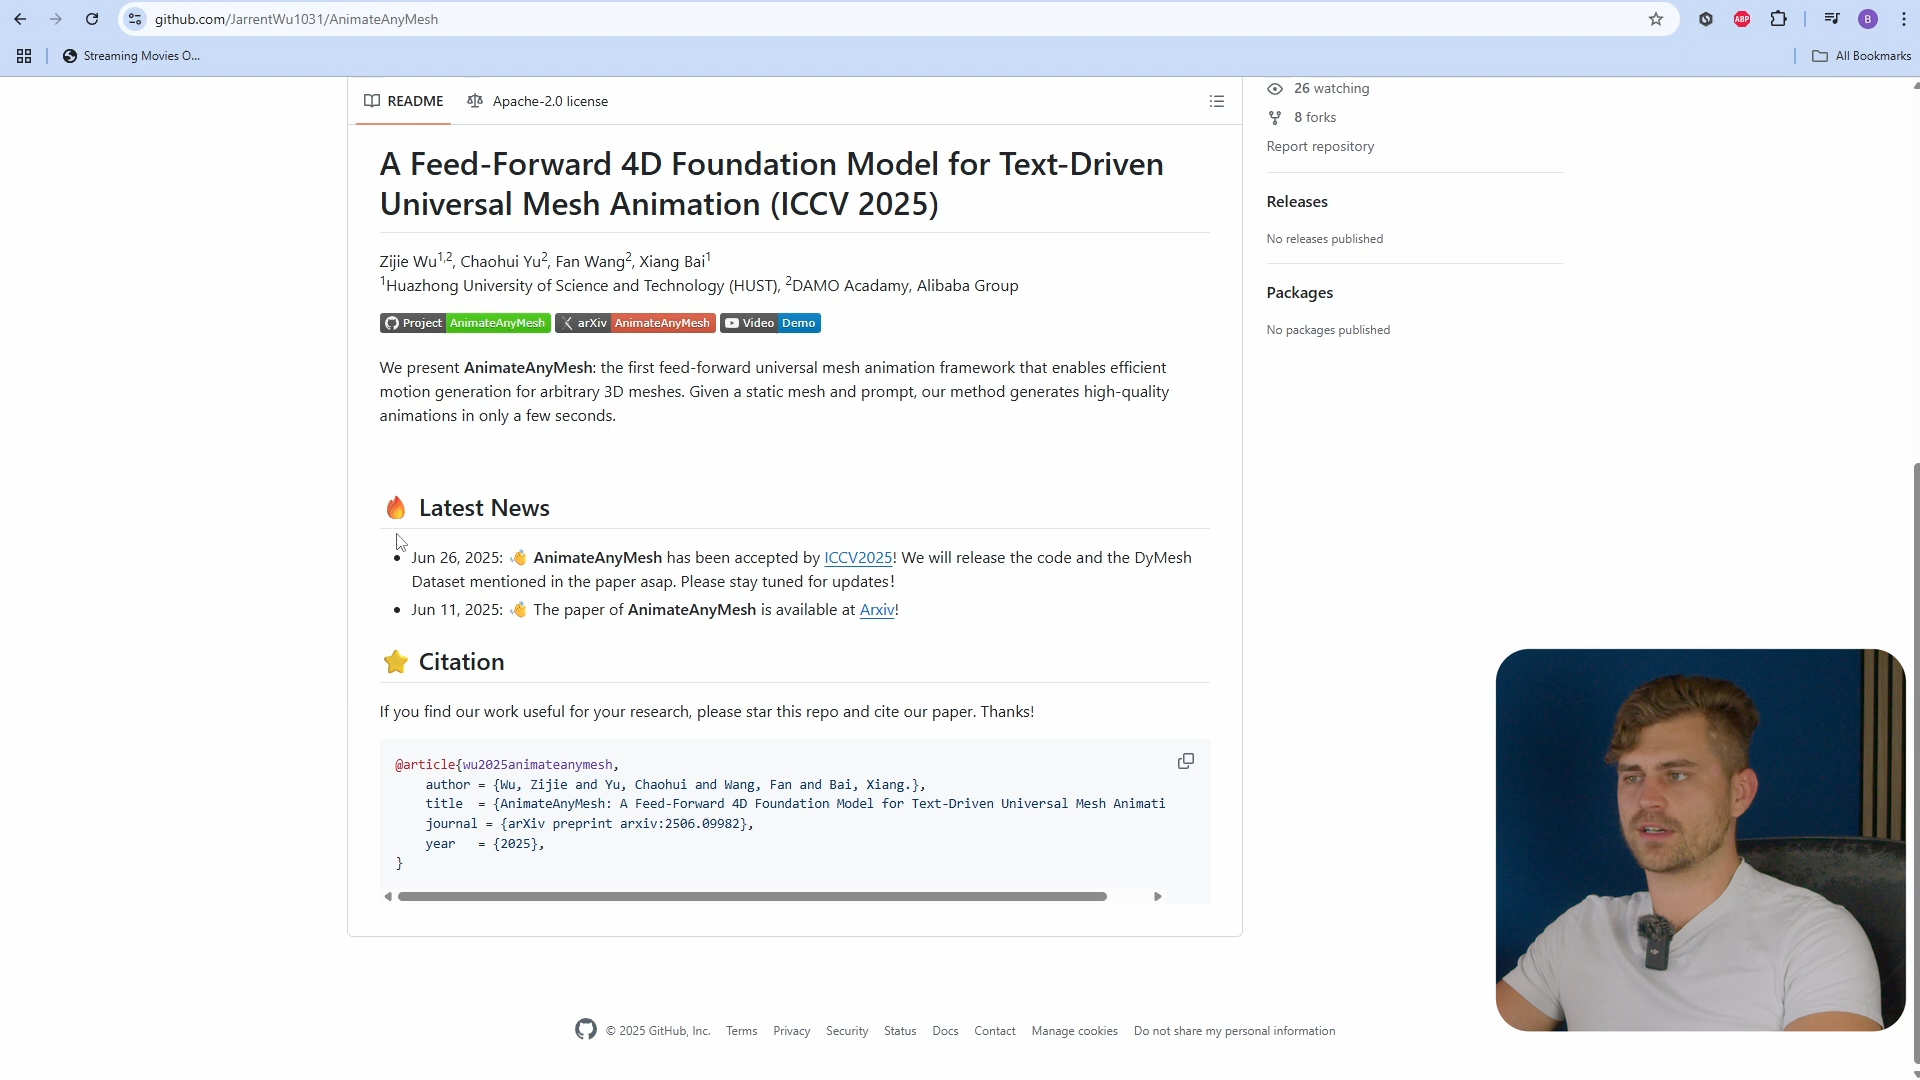 github.com/JarrentWu1031/AnimateAnyMesh
ABP
B
Streaming Movies O...
All Bookmarks
README
Apache-2.0 license
26 watching
8 forks
Report repository
A Feed-Forward 4D Foundation Model for Text-Driven
Universal Mesh Animation (ICCV 2025)
Releases
No releases published
Zijie Wu1,2, Chaohui Yu2, Fan Wang2, Xiang Bai1
1Huazhong University of Science and Technology (HUST), 2DAMO Acadamy, Alibaba Group
Packages
No packages published
Project AnimateAnyMesh arXiv AnimateAnyMesh Video Demo
We present AnimateAnyMesh: the first feed-forward universal mesh animation framework that enables efficient
motion generation for arbitrary 3D meshes. Given a static mesh and prompt, our method generates high-quality
animations in only a few seconds.
Latest News
Jun 26, 2025: AnimateAnyMesh has been accepted by ICCV2025! We will release the code and the DyMesh
Dataset mentioned in the paper asap. Please stay tuned for updates!
Jun 11, 2025: The paper of AnimateAnyMesh is available at Arxiv!
Citation
If you find our work useful for your research, please star this repo and cite our paper. Thanks!
@article{wu2025animateanymesh,
author = {Wu, Zijie and Yu, Chaohui and Wang, Fan and Bai, Xiang.},
title = {AnimateAnyMesh: A Feed-Forward 4D Foundation Model for Text-Driven Universal Mesh Animati
journal = {arXiv preprint arxiv:2506.09982},
year = {2025},
}
© 2025 GitHub, Inc. Terms Privacy Security Status Docs Contact Manage cookies Do not share my personal information